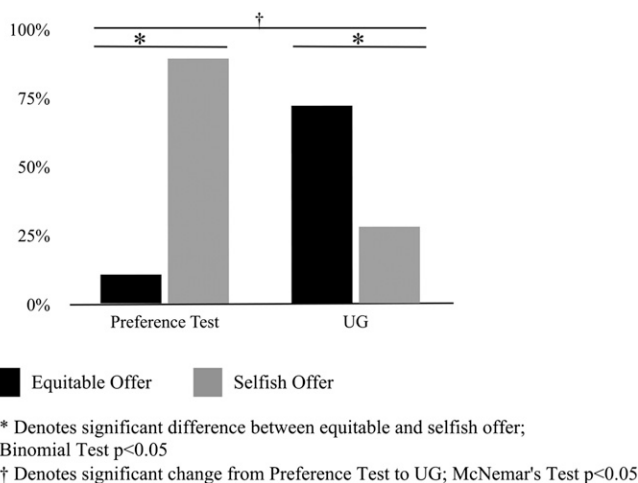 †
100%
*
*
75%
50%
25%
0%
Preference Test
UG
Equitable Offer
Selfish Offer
* Denotes significant difference between equitable and selfish offer;
Binomial Test p<0.05
† Denotes significant change from Preference Test to UG; McNemar's Test p<0.05